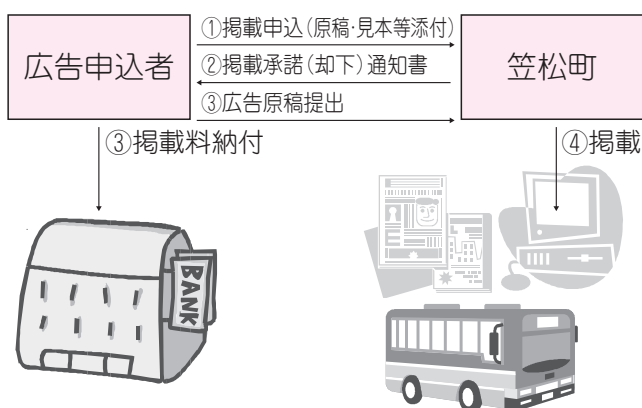 ①掲載申込(原稿・見本等添付)
広告申込者
②掲載承諾(却下)通知書
笠松町
③広告原稿提出
③掲載料納付
④掲載
BANK